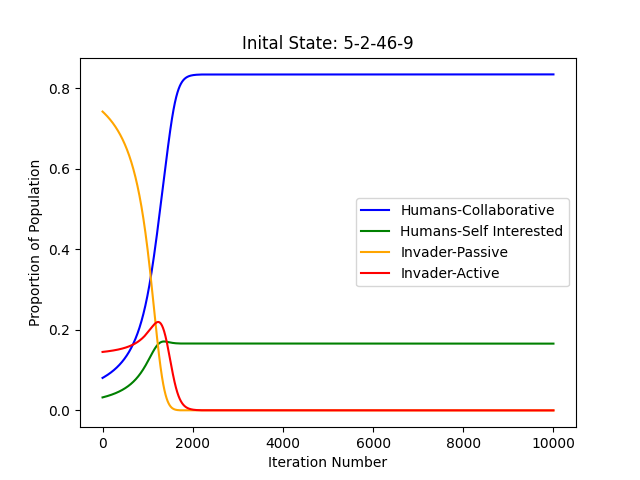 Inital State: 5-2-46-9
Proportion of Population
0.8
0.6
0.4
0.2
0.0
Humans-Collaborative
Humans-Self Interested
Invader-Passive
Invader-Active
0 2000 4000 6000 8000 10000
Iteration Number